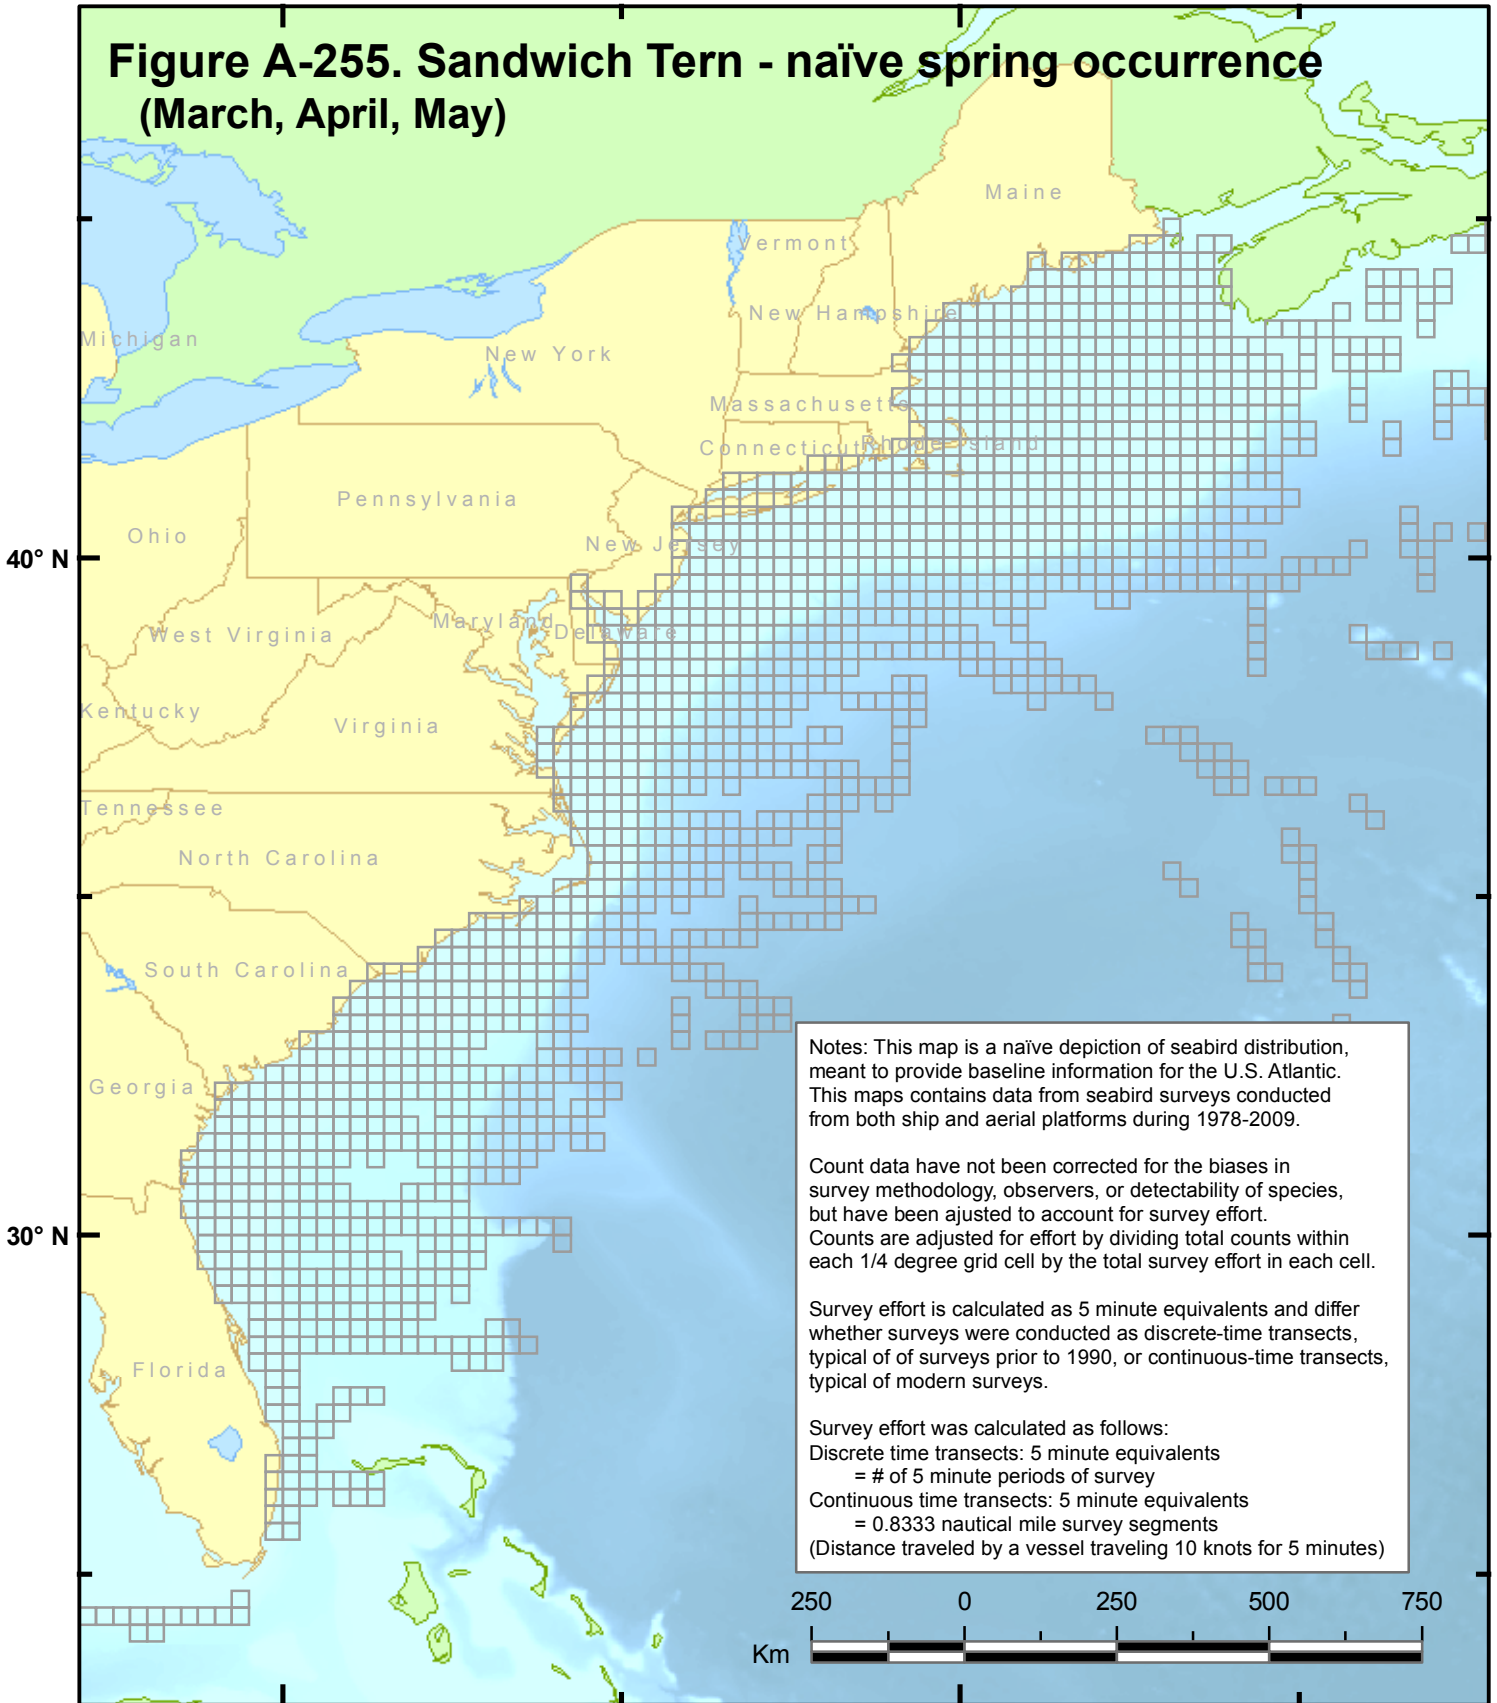 Figure A-255. Sandwich Tern - naïve spring occurrence
(March, April, May)
Maine
Vermont
New Hampshire
Michigan
New York
Massachusetts
Connecticut
Rhode Island
Pennsylvania
Ohio
New Jersey
40° N
Maryland
Delaware
West Virginia
Kentucky
Virginia
Tennessee
North Carolina
South Carolina
Georgia
30° N
Florida
Notes: This map is a naïve depiction of seabird distribution,
meant to provide baseline information for the U.S. Atlantic.
This maps contains data from seabird surveys conducted
from both ship and aerial platforms during 1978-2009.
Count data have not been corrected for the biases in
survey methodology, observers, or detectability of species,
but have been ajusted to account for survey effort.
Counts are adjusted for effort by dividing total counts within
each 1/4 degree grid cell by the total survey effort in each cell.
Survey effort is calculated as 5 minute equivalents and differ
whether surveys were conducted as discrete-time transects,
typical of of surveys prior to 1990, or continuous-time transects,
typical of modern surveys.
Survey effort was calculated as follows:
Discrete time transects: 5 minute equivalents
= # of 5 minute periods of survey
Continuous time transects: 5 minute equivalents
= 0.8333 nautical mile survey segments
(Distance traveled by a vessel traveling 10 knots for 5 minutes)
250 0 250 500 750
Km